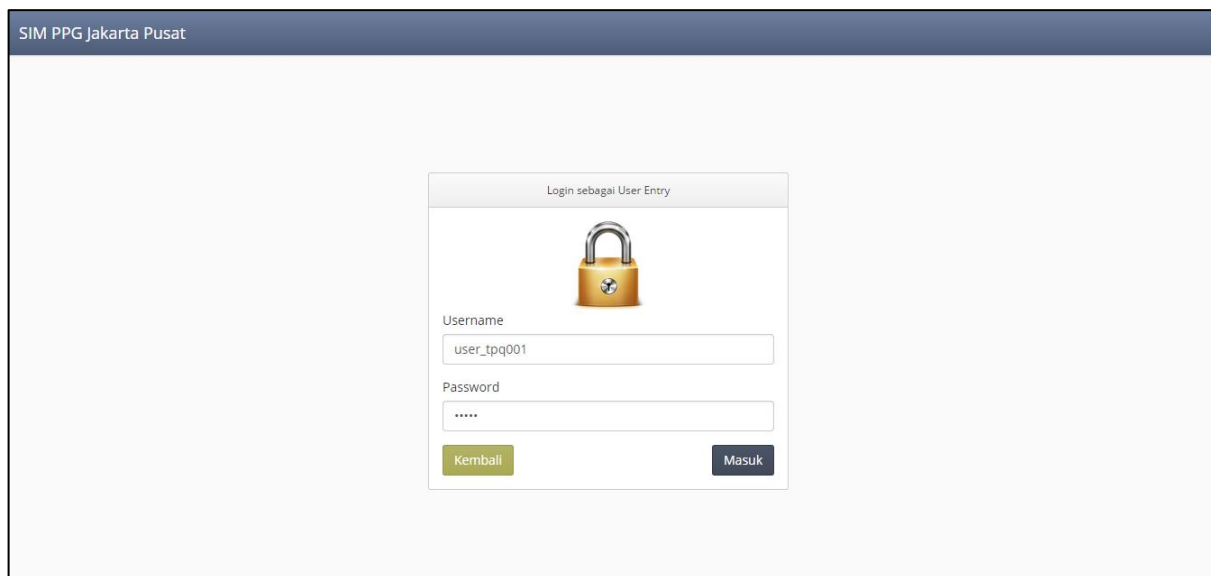 SIM PPG Jakarta Pusat
Login sebagai User Entry
Username
user_tpq001
Password
•••••
Kembali Masuk